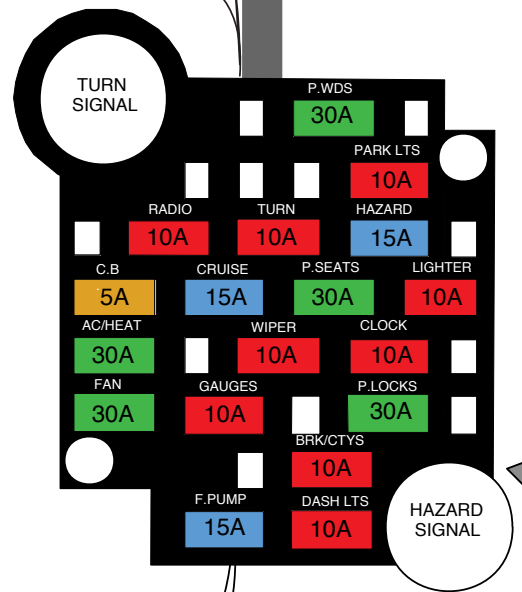 TURN
SIGNAL
P.WDS
30A
PARK LTS
10A
RADIO TURN HAZARD
10A 10A 15A
C.B CRUISE P.SEATS LIGHTER
5A 15A 30A 10A
AC/HEAT WIPER CLOCK
30A 10A 10A
FAN GAUGES P.LOCKS
30A 10A 30A
BRK/CTYS
10A
F.PUMP DASH LTS
15A 10A
HAZARD
SIGNAL